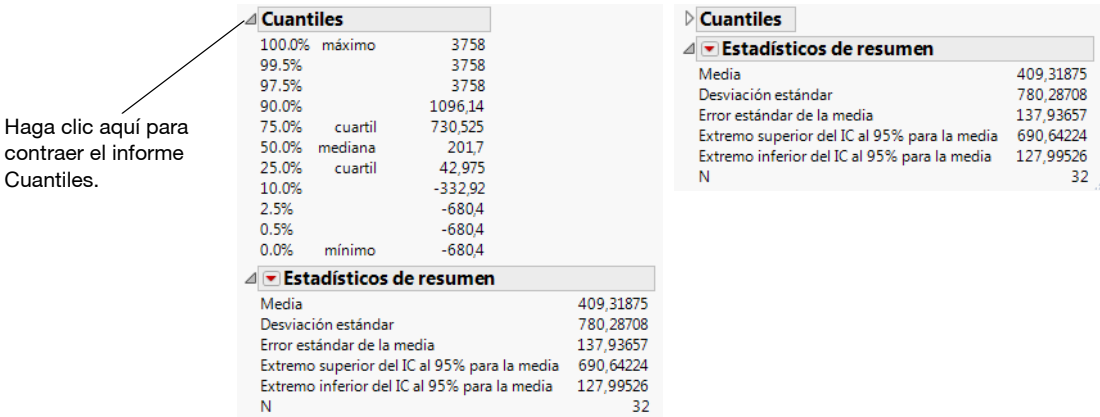 Haga clic aquí para
contraer el informe
Cuantiles.
Cuantiles
100.0% máximo 3758
99.5% 3758
97.5% 3758
90.0% 1096,14
75.0% cuartil 730,525
50.0% mediana 201,7
25.0% cuartil 42,975
10.0% -332,92
2.5% -680,4
0.5% -680,4
0.0% mínimo -680,4
Estadísticos de resumen
Media 409,31875
Desviación estándar 780,28708
Error estándar de la media 137,93657
Extremo superior del IC al 95% para la media 690,64224
Extremo inferior del IC al 95% para la media 127,99526
N 32
Cuantiles
Estadísticos de resumen
Media 409,31875
Desviación estándar 780,28708
Error estándar de la media 137,93657
Extremo superior del IC al 95% para la media 690,64224
Extremo inferior del IC al 95% para la media 127,99526
N 32